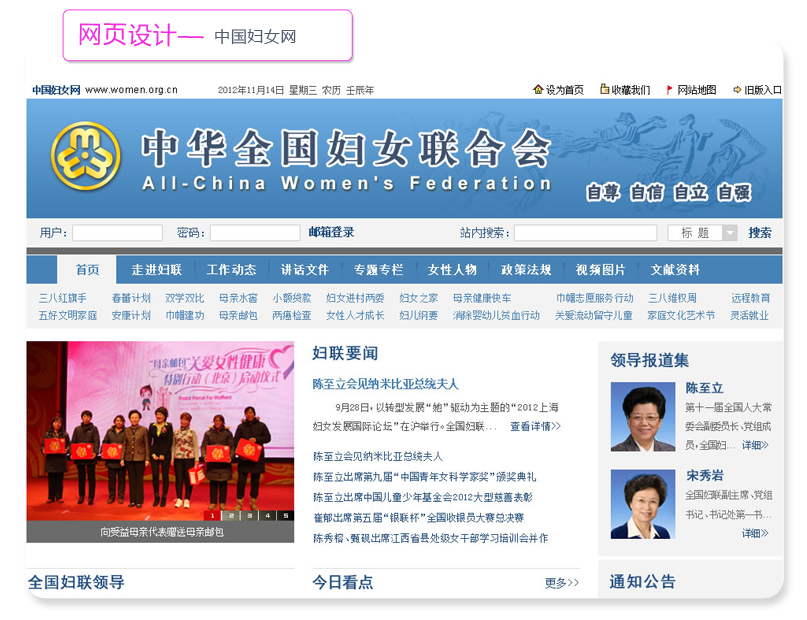 网页设计— 中国妇女网
中国妇女网 www.women.org.cn 2012年11月14日 星期三 农历 壬辰年 设为首页 收藏我们 网站地图 旧版入口
中华全国妇女联合会
All-China Women's Federation
自尊 自信 自立 自强
用户: 密码: 邮箱登录 站内搜索: 标 题 搜索
首页 走进妇联 工作动态 讲话文件 专题专栏 女性人物 政策法规 视频图片 文献资料
三八红旗手 春蕾计划 双学双比 母亲水窖 小额贷款 妇女进村两委 妇女之家 母亲健康快车 巾帼志愿服务行动 三八维权周 远程教育
五好文明家庭 安康计划 巾帼建功 母亲邮包 两癌检查 女性人才成长 妇儿纲要 消除婴幼儿贫血行动 关爱流动留守儿童 家庭文化艺术节 灵活就业
“母亲邮包”关爱女性健康
特别行动（北京）启动仪式
Postal Parcel For Mothers
1 2 3 4 5
向受益母亲代表赠送母亲邮包
妇联要闻
陈至立会见纳米比亚总统夫人
9月28日，以转型发展“她”驱动为主题的“2012上海
妇女发展国际论坛”在沪举行。全国妇联... 查看详情>>
陈至立会见纳米比亚总统夫人
陈至立出席第九届“中国青年女科学家奖”颁奖典礼
陈至立出席中国儿童少年基金会2012大型慈善表彰
崔郁出席第五届“银联杯”全国收银员大赛总决赛
陈秀榕、甄砚出席江西省县处级女干部学习培训会并作
领导报道集
陈至立
第十一届全国人大常
委会副委员长、党组成
员，全国妇... 详细>>
宋秀岩
全国妇联副主席、党组
书记、书记处第一书...
详细>>
全国妇联领导
今日看点 更多>>
通知公告